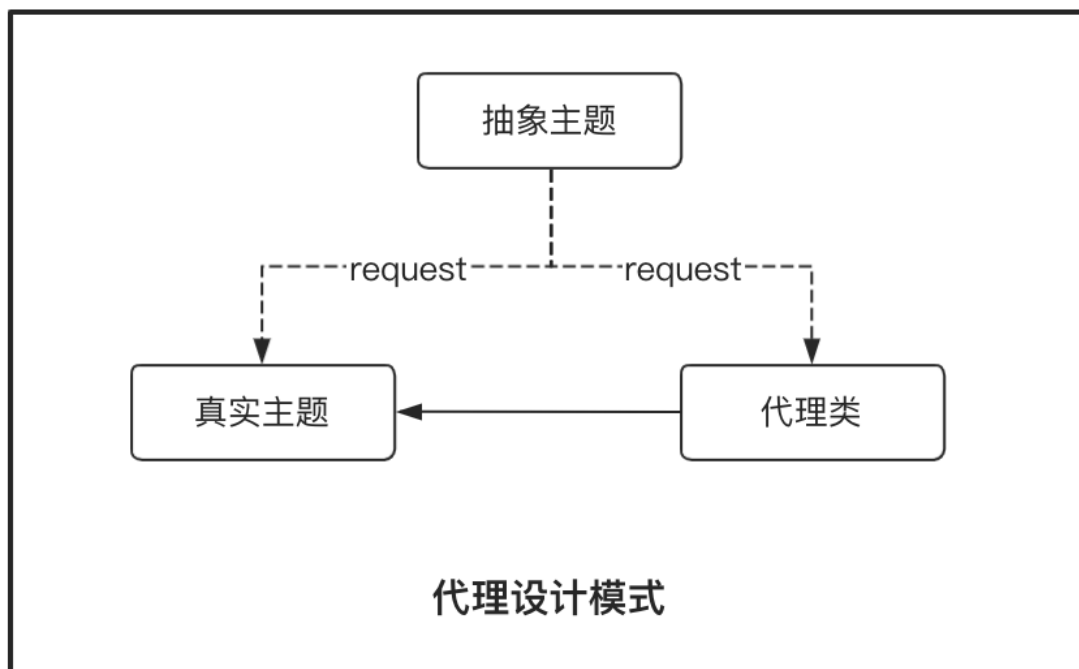 抽象主题
request request
真实主题
代理类
代理设计模式